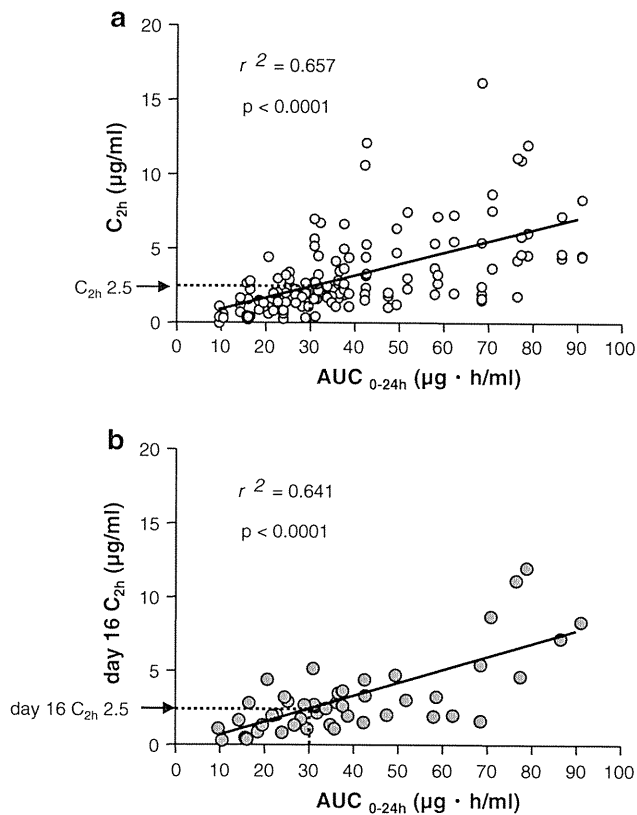 a
20
15
10
5
0
C2h (μg/ml)
r 2 = 0.657
p < 0.0001
C2h 2.5
0 10 20 30 40 50 60 70 80 90 100
AUC 0-24h (μg · h/ml)
b
20
15
10
5
0
day 16 C2h (μg/ml)
r 2 = 0.641
p < 0.0001
day 16 C2h 2.5
0 10 20 30 40 50 60 70 80 90 100
AUC 0-24h (μg · h/ml)